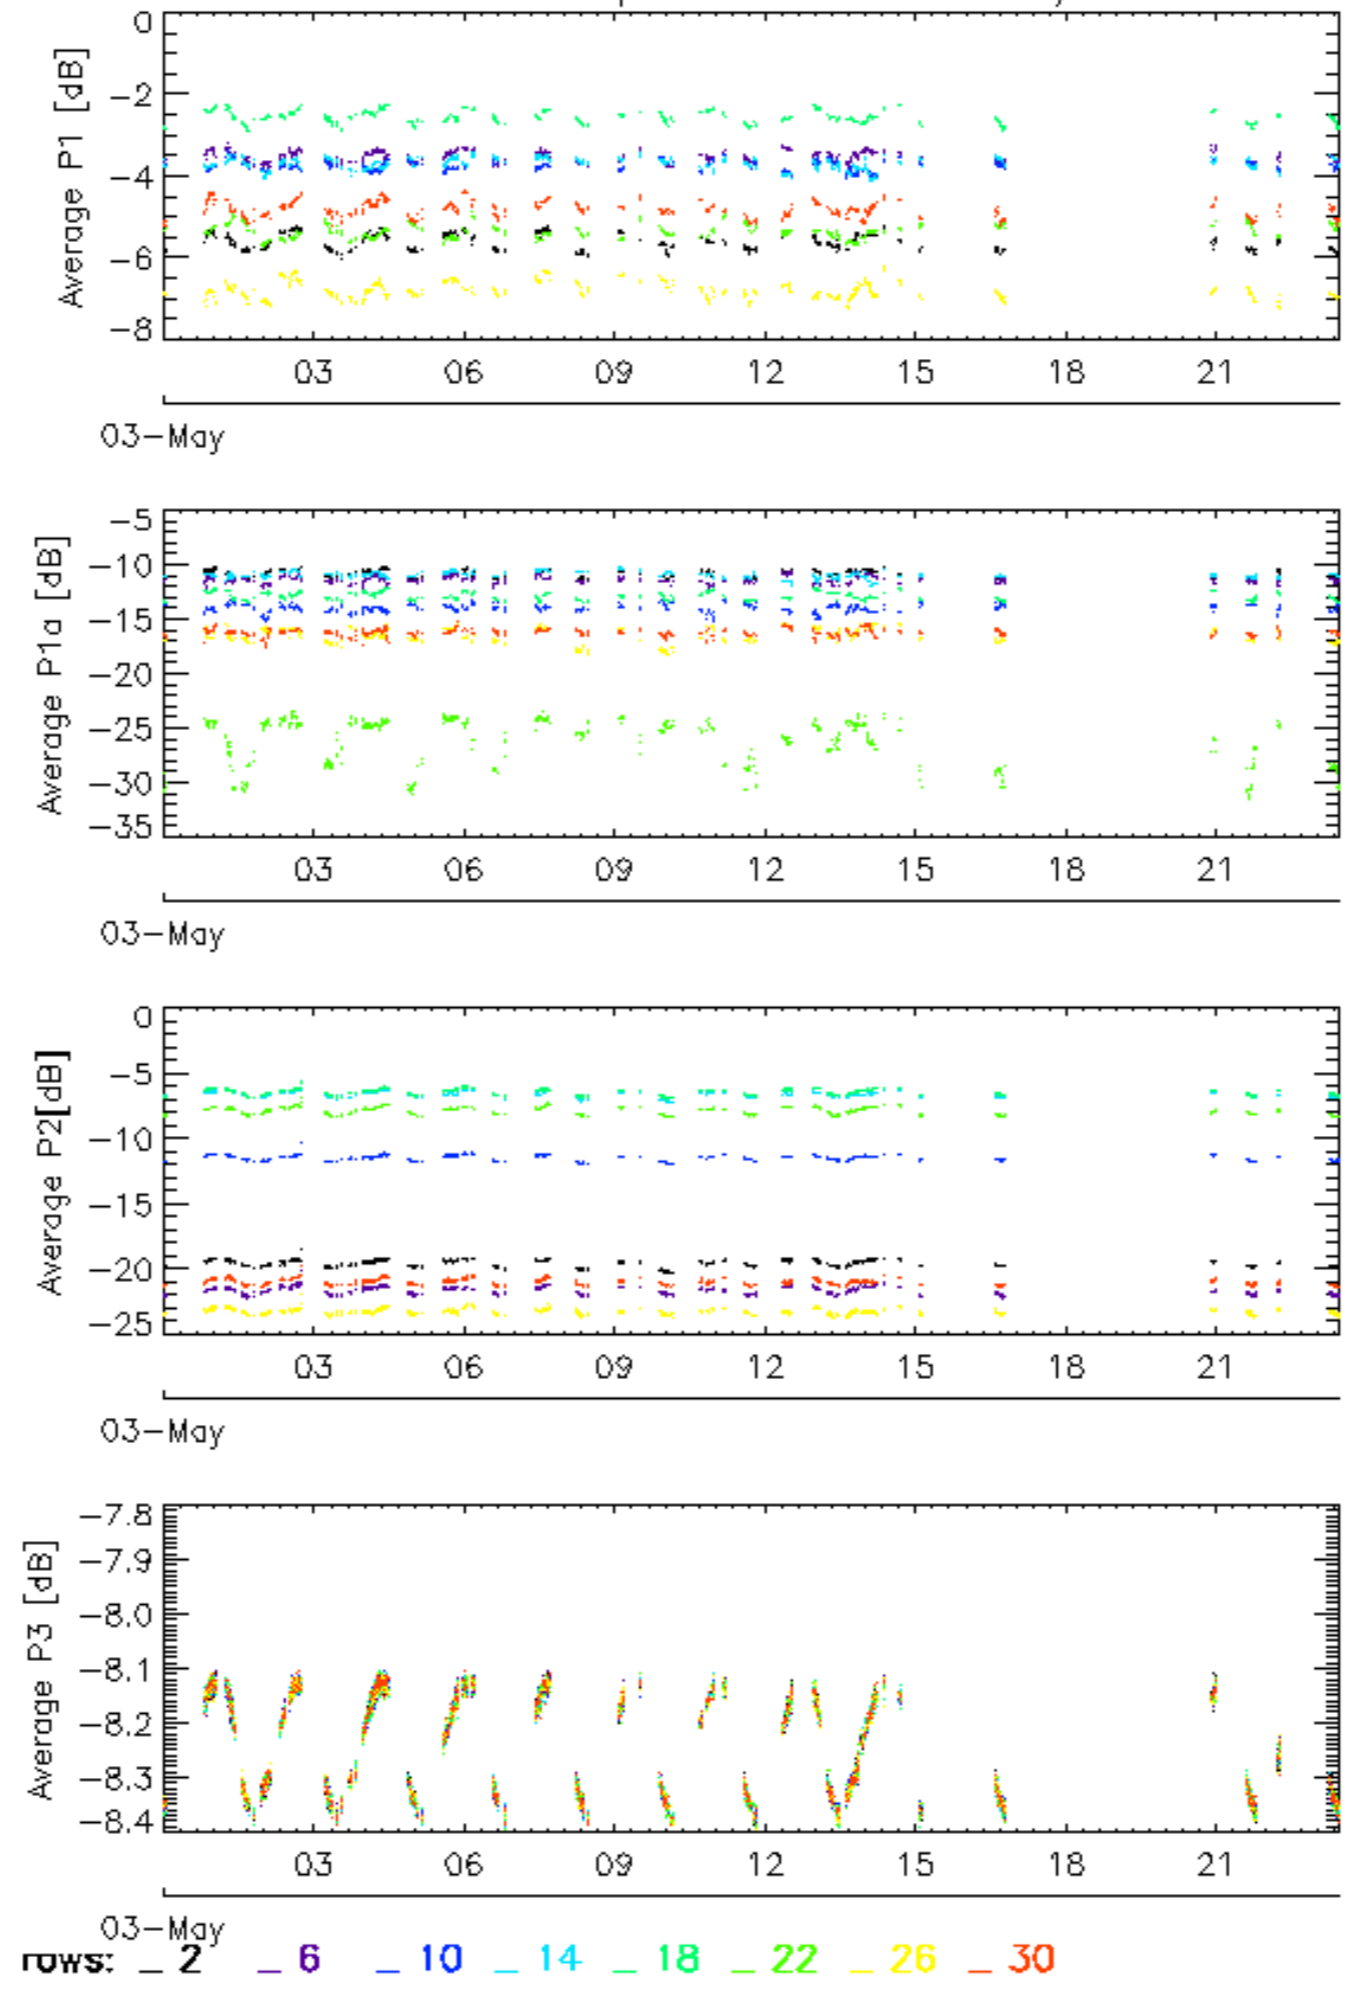 0
−2
−4
−6
−8
Average P1 [dB]
03 06 09 12 15 18 21
03−May
−5
−10
−15
−20
−25
−30
−35
Average P1a [dB]
03 06 09 12 15 18 21
03−May
0
−5
−10
−15
−20
−25
Average P2[dB]
03 06 09 12 15 18 21
03−May
−7.8
−7.9
−8.0
−8.1
−8.2
−8.3
−8.4
Average P3 [dB]
03 06 09 12 15 18 21
03−May
rows: _ 2 _ 6 _ 10 _ 14 _ 18 _ 22 _ 26 _ 30